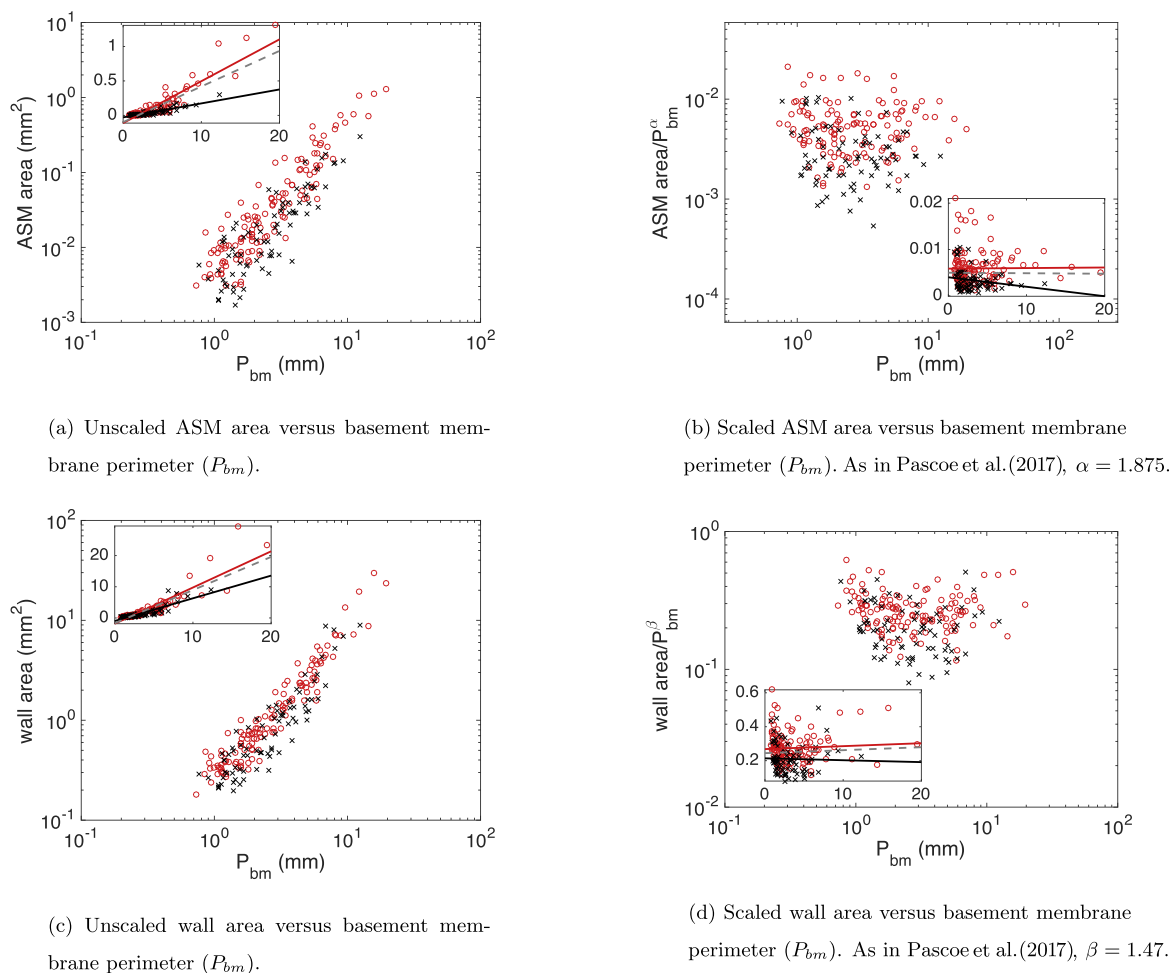 10^1
10^0
10^-1
10^-2
10^-3
ASM area (mm^2)
1
0.5
0
0 10 20
10^-1 10^0 10^1 10^2
P_bm (mm)
(a) Unscaled ASM area versus basement mem-
brane perimeter (P_bm).
10^-2
10^-3
10^-4
ASM area/P_bm^α
0.02
0.01
0
0 10 20
10^0 10^1 10^2
P_bm (mm)
(b) Scaled ASM area versus basement membrane
perimeter (P_bm). As in Pascoe et al.(2017), α = 1.875.
10^2
10^1
10^0
10^-1
wall area (mm^2)
20
10
0
0 10 20
10^-1 10^0 10^1 10^2
P_bm (mm)
(c) Unscaled wall area versus basement mem-
brane perimeter (P_bm).
10^0
10^-1
10^-2
wall area/P_bm^β
0.6
0.4
0.2
0 10 20
10^-1 10^0 10^1 10^2
P_bm (mm)
(d) Scaled wall area versus basement membrane
perimeter (P_bm). As in Pascoe et al.(2017), β = 1.47.